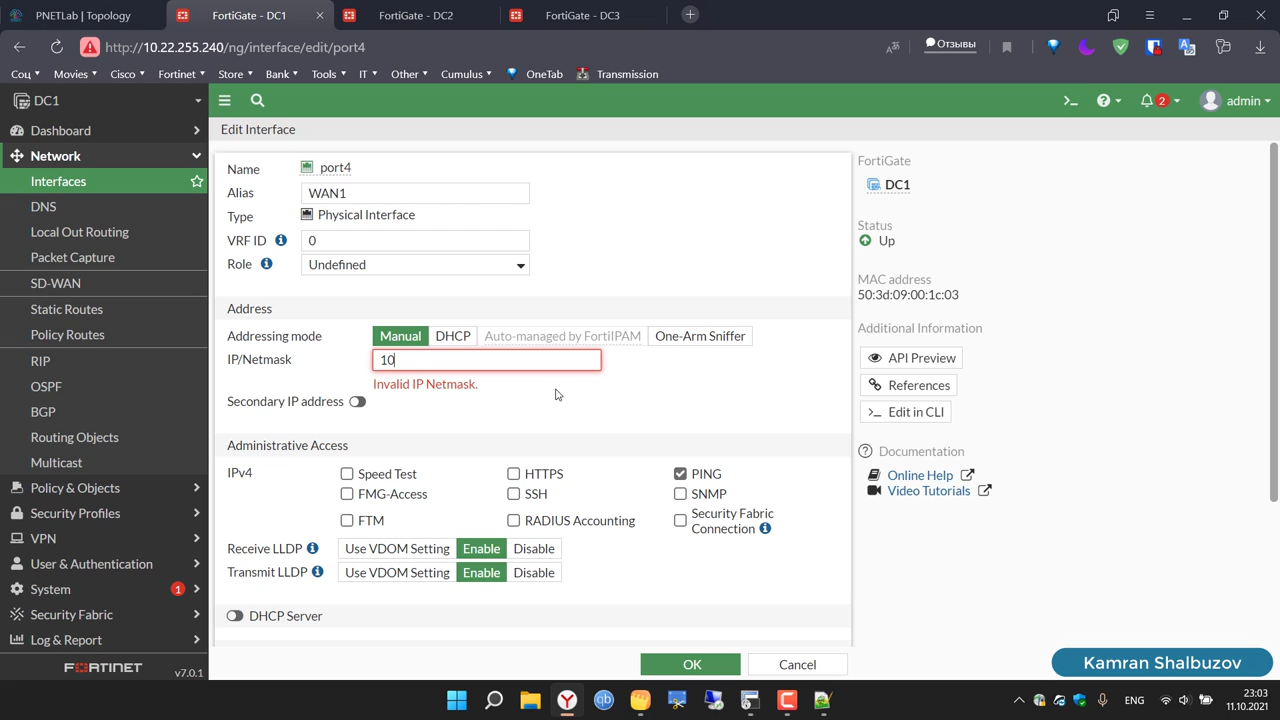 PNETLab | Topology
FortiGate - DC1
FortiGate - DC2
FortiGate - DC3
http://10.22.255.240/ng/interface/edit/port4
Отзывы
Соц
Movies
Cisco
Fortinet
Store
Bank
Tools
IT
Other
Cumulus
OneTab
Transmission
DC1
2
admin
Dashboard
Network
Interfaces
DNS
Local Out Routing
Packet Capture
SD-WAN
Static Routes
Policy Routes
RIP
OSPF
BGP
Routing Objects
Multicast
Policy & Objects
Security Profiles
VPN
User & Authentication
System 1
Security Fabric
Log & Report
FORTINET v7.0.1
Edit Interface
Name port4
Alias WAN1
Type Physical Interface
VRF ID 0
Role Undefined
Address
Addressing mode Manual DHCP Auto-managed by FortiIPAM One-Arm Sniffer
IP/Netmask 10
Invalid IP Netmask.
Secondary IP address
Administrative Access
IPv4 Speed Test HTTPS PING
FMG-Access SSH SNMP
FTM RADIUS Accounting Security Fabric
Connection
Receive LLDP Use VDOM Setting Enable Disable
Transmit LLDP Use VDOM Setting Enable Disable
DHCP Server
OK Cancel
FortiGate
DC1
Status
Up
MAC address
50:3d:09:00:1c:03
Additional Information
API Preview
References
Edit in CLI
Documentation
Online Help
Video Tutorials
Kamran Shalbuzov
ENG
23:03
11.10.2021